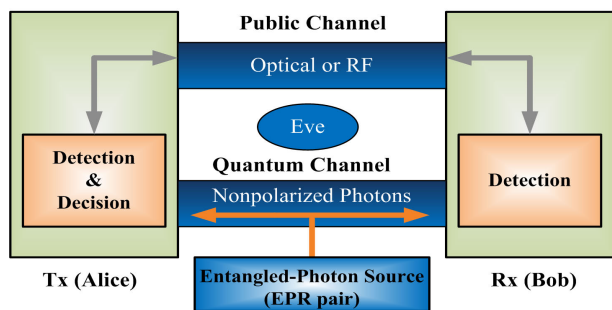 Public Channel
Optical or RF
Eve
Quantum Channel
Nonpolarized Photons
Detection
&
Decision
Detection
Tx (Alice)
Entangled-Photon Source
(EPR pair)
Rx (Bob)